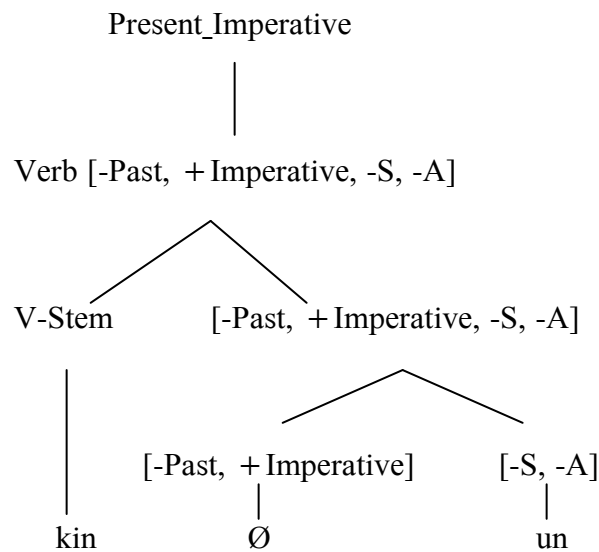 Present_Imperative
Verb [-Past, +Imperative, -S, -A]
V-Stem [-Past, +Imperative, -S, -A]
[-Past, +Imperative] [-S, -A]
kin Ø un